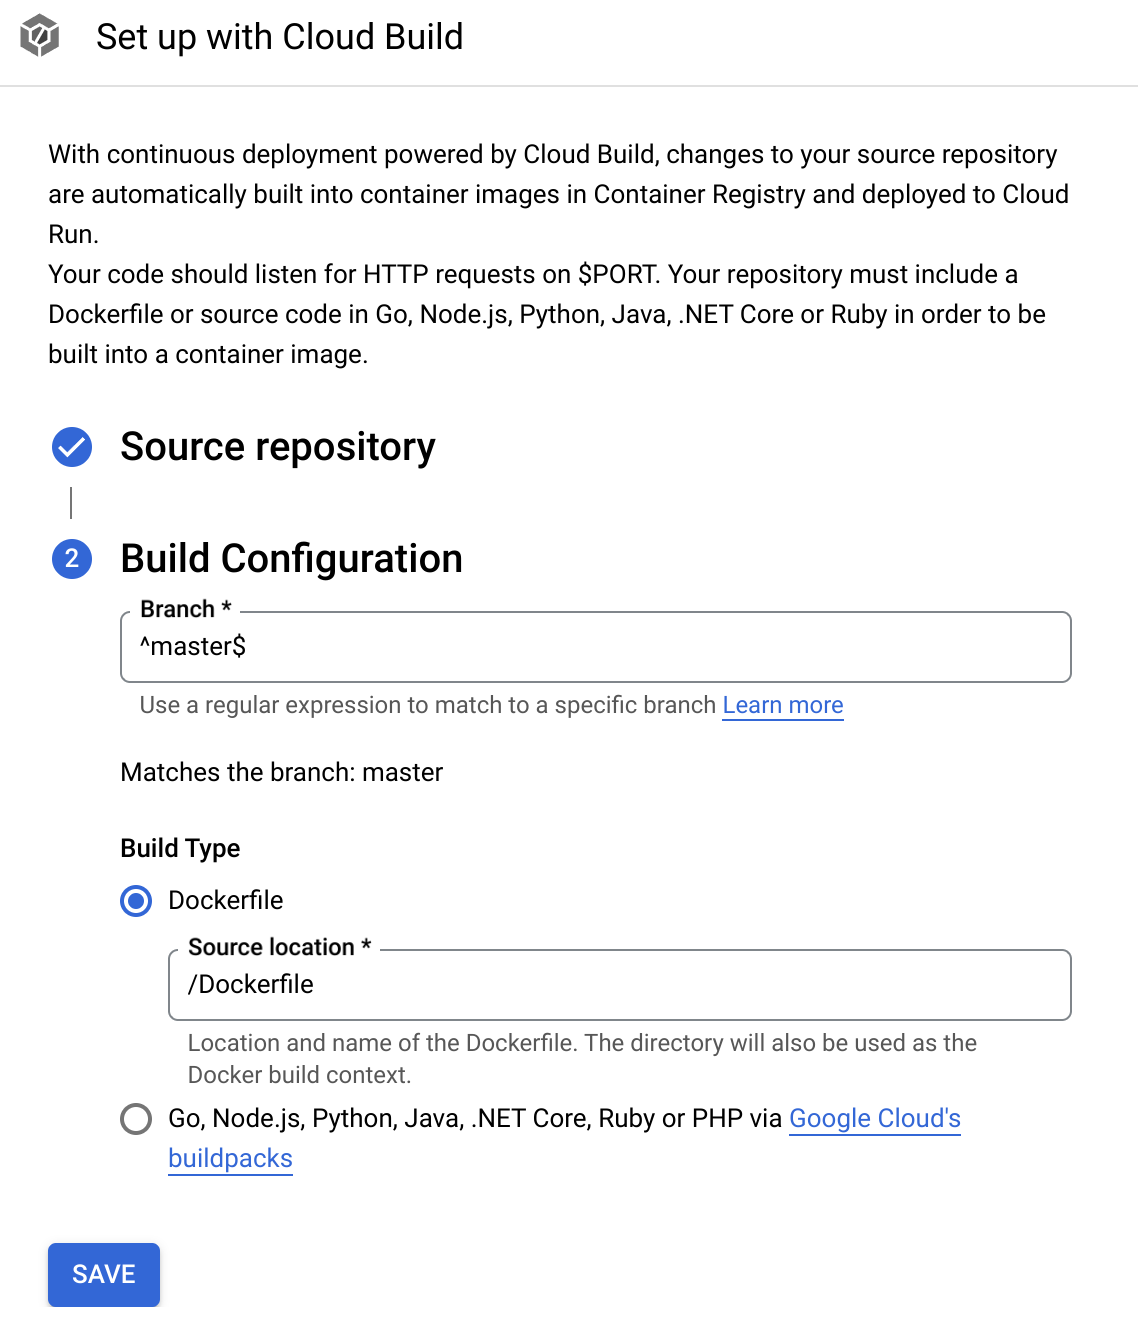 Set up with Cloud Build
With continuous deployment powered by Cloud Build, changes to your source repository
are automatically built into container images in Container Registry and deployed to Cloud
Run.
Your code should listen for HTTP requests on $PORT. Your repository must include a
Dockerfile or source code in Go, Node.js, Python, Java, .NET Core or Ruby in order to be
built into a container image.
Source repository
2 Build Configuration
Branch *
^master$
Use a regular expression to match to a specific branch Learn more
Matches the branch: master
Build Type
Dockerfile
Source location *
/Dockerfile
Location and name of the Dockerfile. The directory will also be used as the
Docker build context.
Go, Node.js, Python, Java, .NET Core, Ruby or PHP via Google Cloud's
buildpacks
SAVE